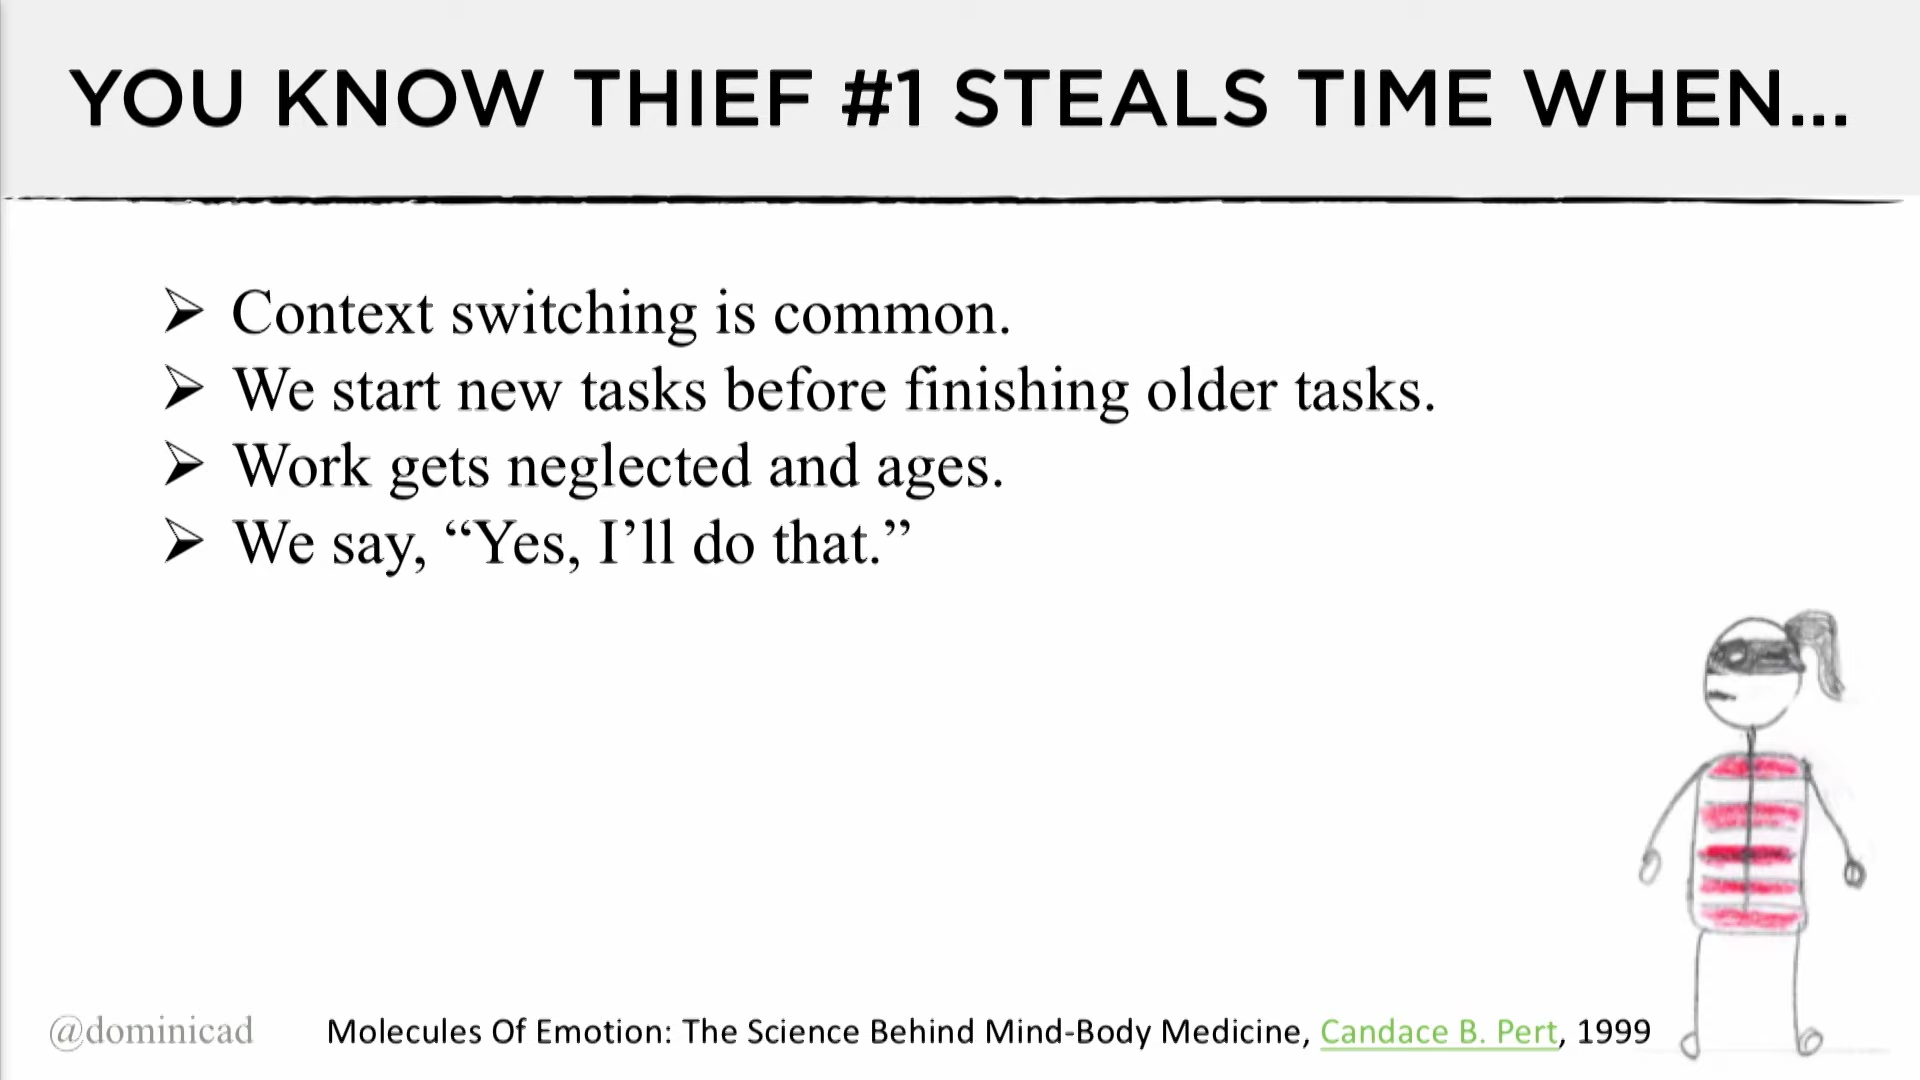 YOU KNOW THIEF #1 STEALS TIME WHEN...
➢ Context switching is common.
➢ We start new tasks before finishing older tasks.
➢ Work gets neglected and ages.
➢ We say, “Yes, I’ll do that.”
@dominicad Molecules Of Emotion: The Science Behind Mind-Body Medicine, Candace B. Pert, 1999